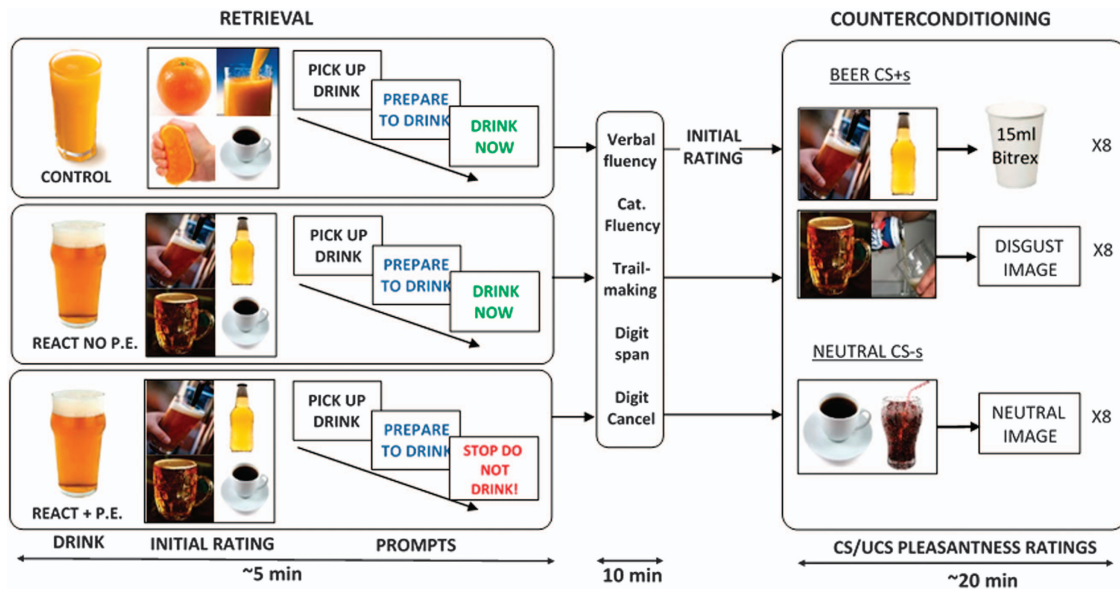 RETRIEVAL
COUNTERCONDITIONING
CONTROL
PICK UP
DRINK
PREPARE
TO DRINK
DRINK
NOW
REACT NO P.E.
PICK UP
DRINK
PREPARE
TO DRINK
DRINK
NOW
REACT + P.E.
PICK UP
DRINK
PREPARE
TO DRINK
STOP DO
NOT
DRINK!
DRINK
INITIAL RATING
PROMPTS
~5 min
Verbal
fluency
Cat.
Fluency
Trail-
making
Digit
span
Digit
Cancel
10 min
INITIAL
RATING
BEER CS+s
15ml
Bitrex
X8
DISGUST
IMAGE
X8
NEUTRAL CS-s
NEUTRAL
IMAGE
X8
CS/UCS PLEASANTNESS RATINGS
~20 min